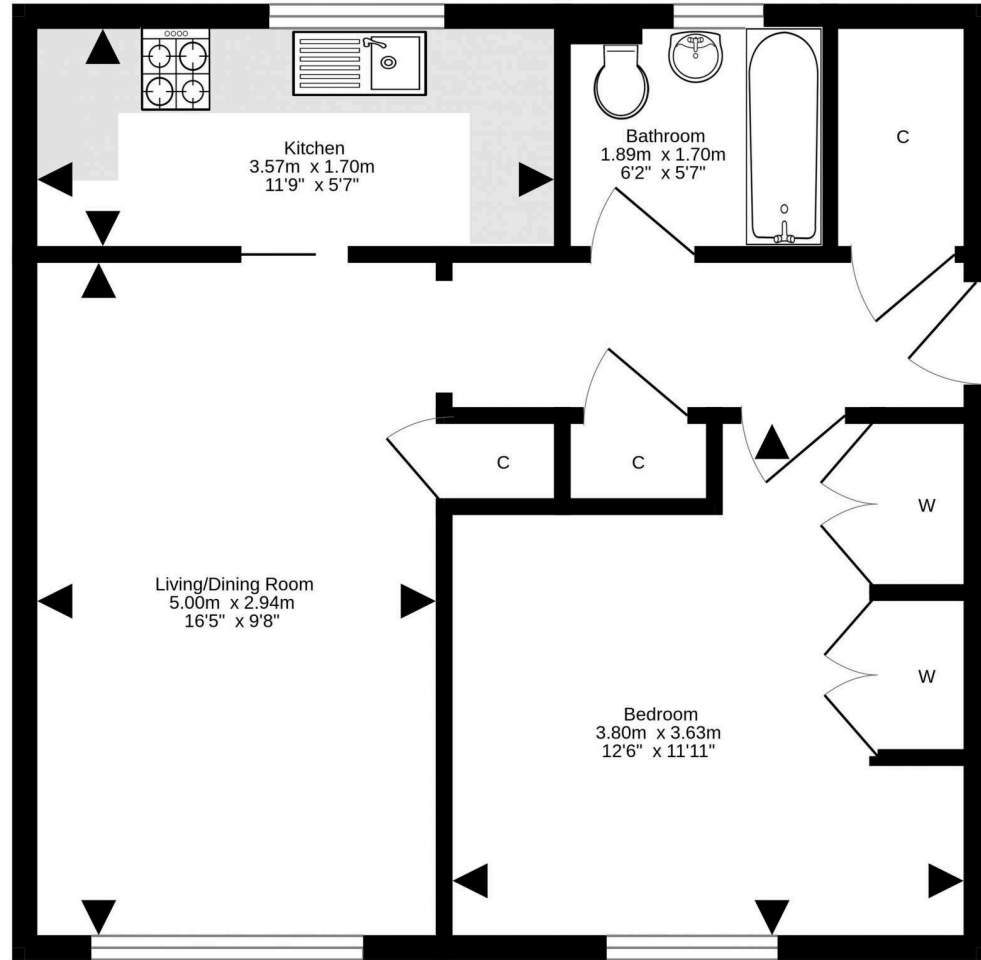 Kitchen
3.57m x 1.70m
11'9" x 5'7"
Bathroom
1.89m x 1.70m
6'2" x 5'7"
C
C
C
W
Living/Dining Room
5.00m x 2.94m
16'5" x 9'8"
W
Bedroom
3.80m x 3.63m
12'6" x 11'11"